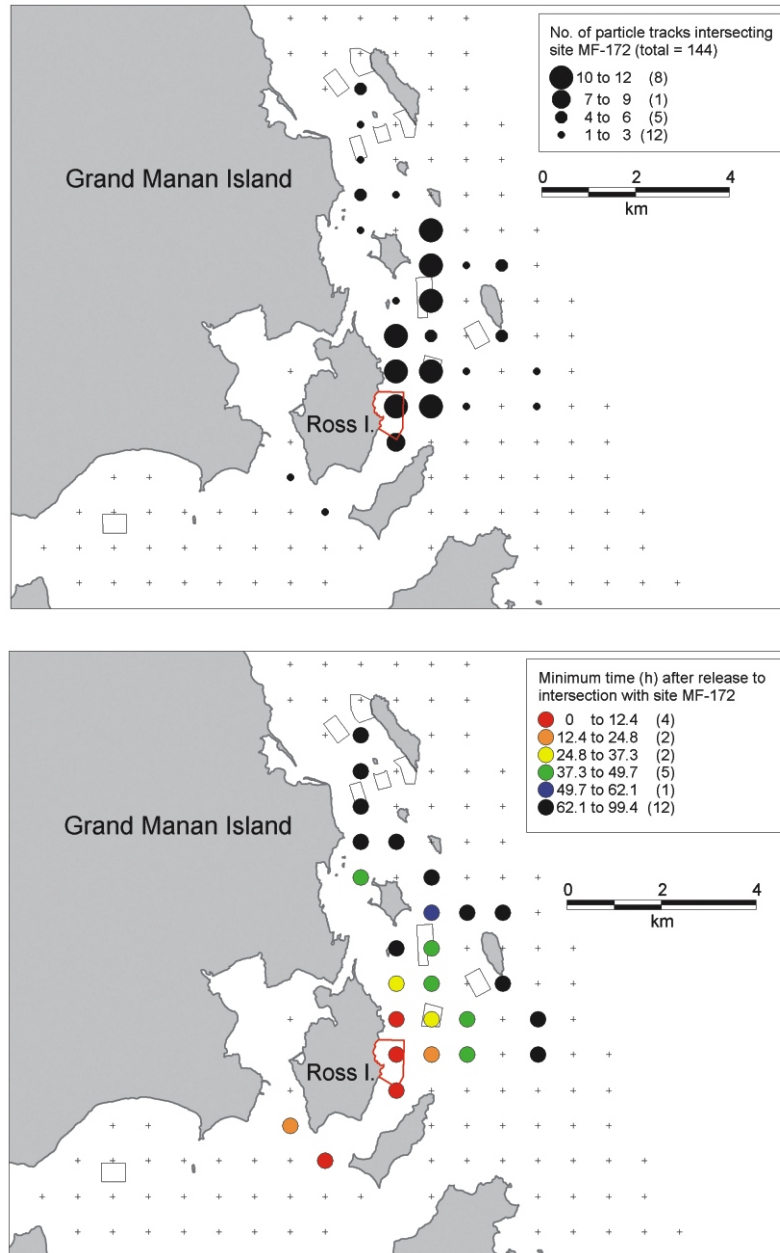 No. of particle tracks intersecting
site MF-172 (total = 144)
10 to 12 (8)
7 to 9 (1)
4 to 6 (5)
1 to 3 (12)
0 2 4
km
Grand Manan Island
Ross I.
Minimum time (h) after release to
intersection with site MF-172
0 to 12.4 (4)
12.4 to 24.8 (2)
24.8 to 37.3 (2)
37.3 to 49.7 (5)
49.7 to 62.1 (1)
62.1 to 99.4 (12)
Grand Manan Island
0 2 4
km
Ross I.